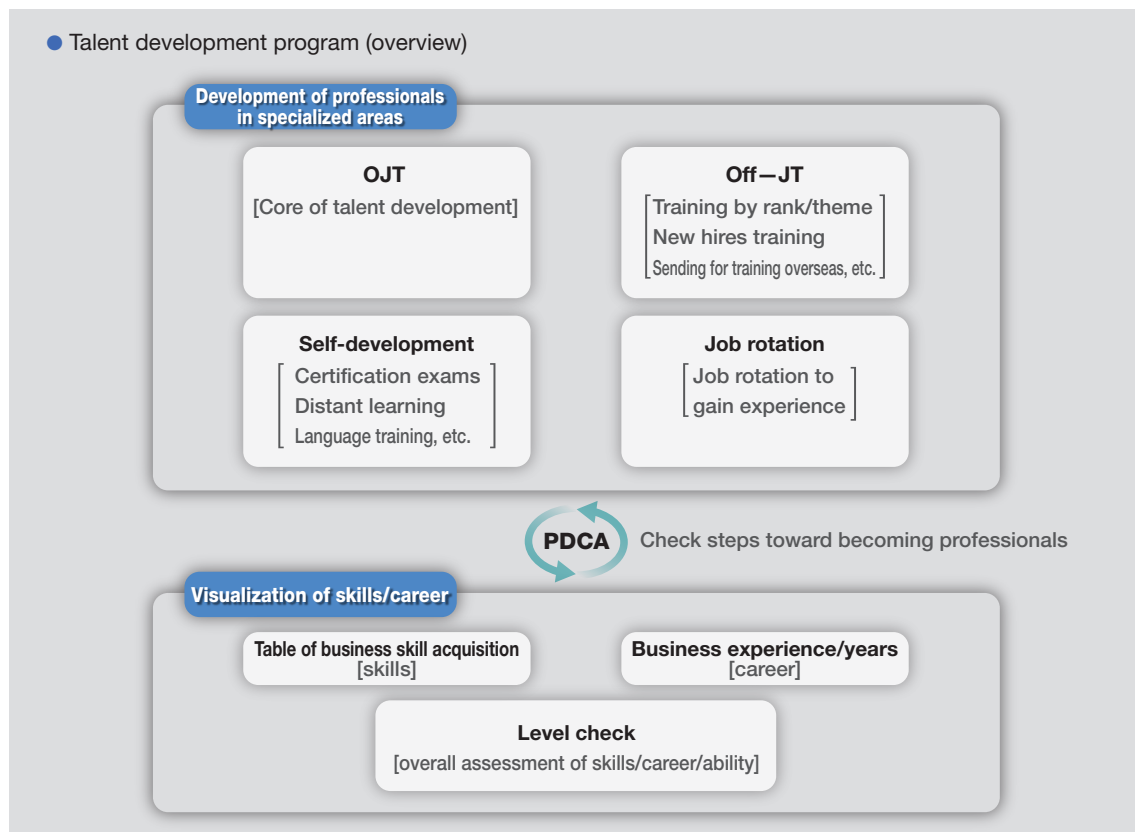 Talent development program (overview)
Development of professionals
in specialized areas
OJT
[Core of talent development]
Off—JT
Training by rank/theme
New hires training
Sending for training overseas, etc.
Self-development
Certification exams
Distant learning
Language training, etc.
Job rotation
Job rotation to
gain experience
PDCA
Check steps toward becoming professionals
Visualization of skills/career
Table of business skill acquisition
[skills]
Business experience/years
[career]
Level check
[overall assessment of skills/career/ability]